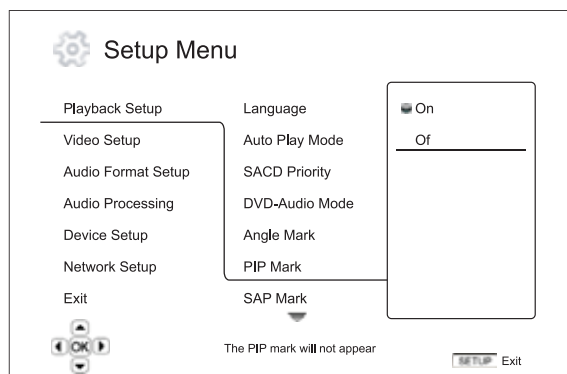 Setup Menu
Playback Setup
Video Setup
Audio Format Setup
Audio Processing
Device Setup
Network Setup
Exit
Language
Auto Play Mode
SACD Priority
DVD-Audio Mode
Angle Mark
PIP Mark
SAP Mark
On
Of
OK
The PIP mark will not appear
SETUP Exit